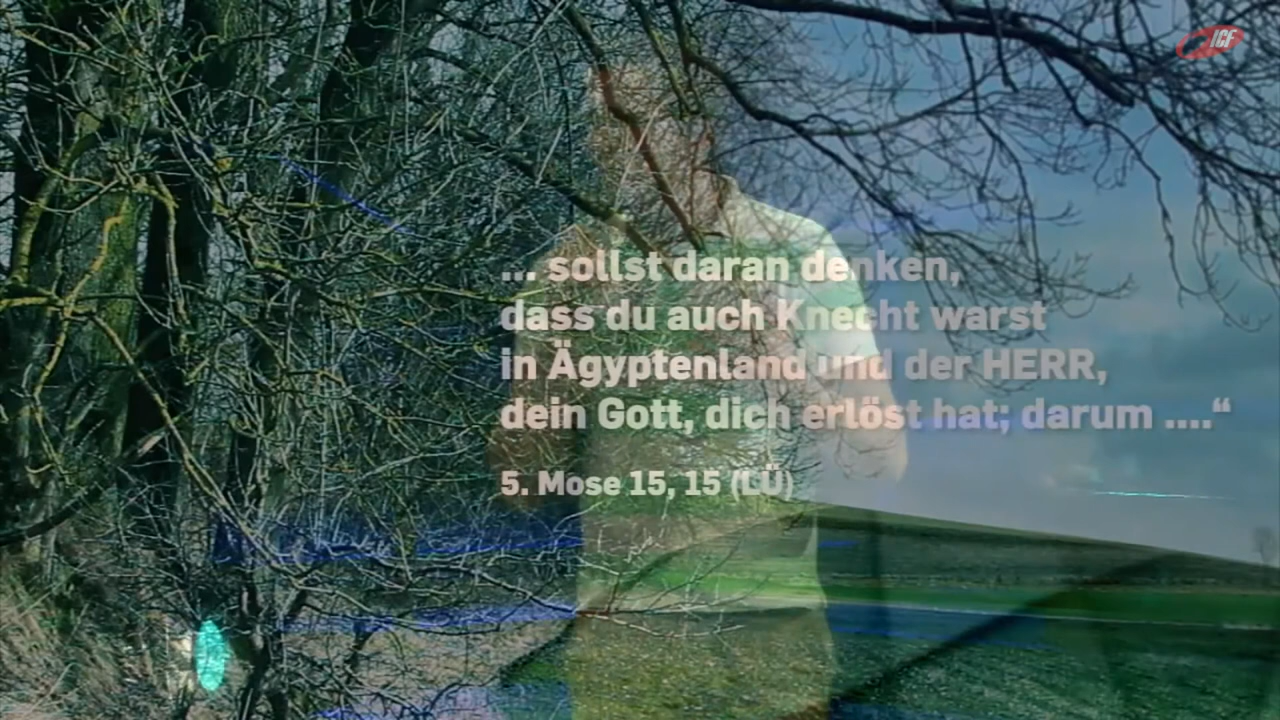 ICF
... sollst daran denken,
dass du auch Knecht warst
in Ägyptenland und der HERR,
dein Gott, dich erlöst hat; darum ....“
5. Mose 15, 15 (LÜ)